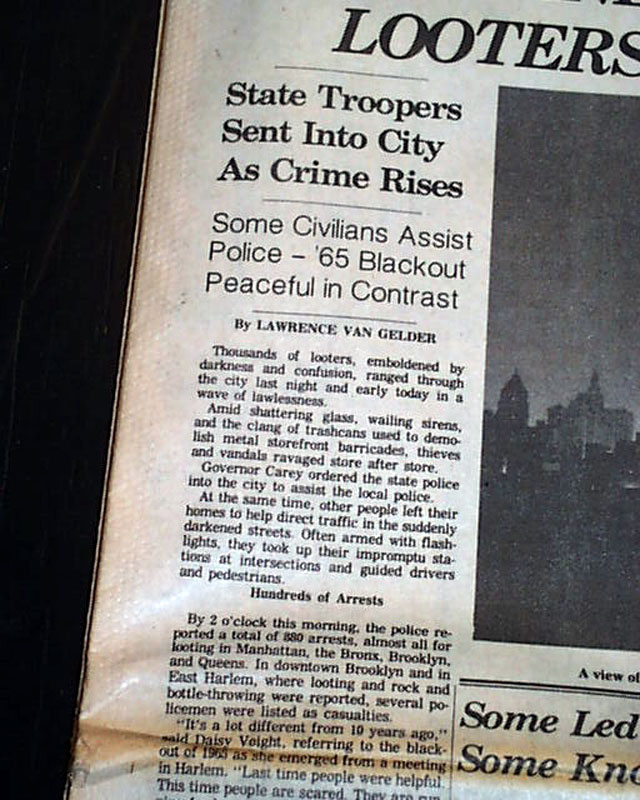 LOOTERS
State Troopers
Sent Into City
As Crime Rises
Some Civilians Assist
Police – '65 Blackout
Peaceful in Contrast
By LAWRENCE VAN GELDER
Thousands of looters, emboldened by
darkness and confusion, ranged through
the city last night and early today in a
wave of lawlessness.
Amid shattering glass, wailing sirens,
and the clang of trashcans used to demo-
lish metal storefront barricades, thieves
and vandals ravaged store after store.
Governor Carey ordered the state police
into the city to assist the local police.
At the same time, other people left their
homes to help direct traffic in the suddenly
darkened streets. Often armed with flash-
lights, they took up their impromptu sta-
tions at intersections and guided drivers
and pedestrians.
Hundreds of Arrests
By 2 o'clock this morning, the police re-
ported a total of 880 arrests, almost all for
looting in Manhattan, the Bronx, Brooklyn,
and Queens. In downtown Brooklyn and in
East Harlem, where looting and rock and
bottle-throwing were reported, several po-
licemen were listed as casualties.
"It's a lot different from 10 years ago,"
said Daisy Voight, referring to the black-
out of 1965 as she emerged from a meeting
in Harlem. "Last time people were helpful.
This time people are scared. They are run-
A view of
Some Led
Some Kno